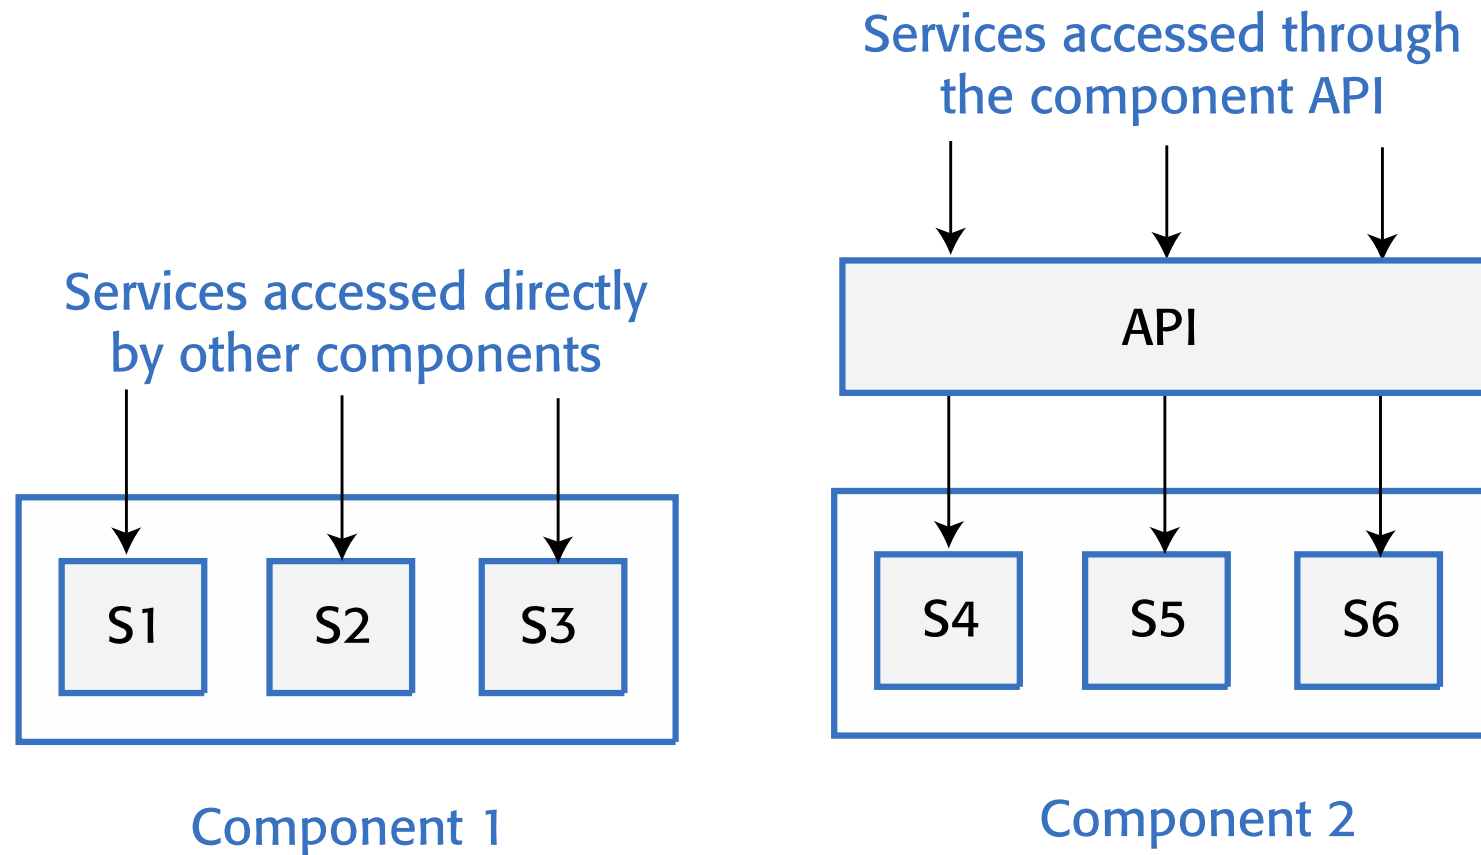 Services accessed directly
by other components
S1
S2
S3
Component 1
Services accessed through
the component API
API
S4
S5
S6
Component 2